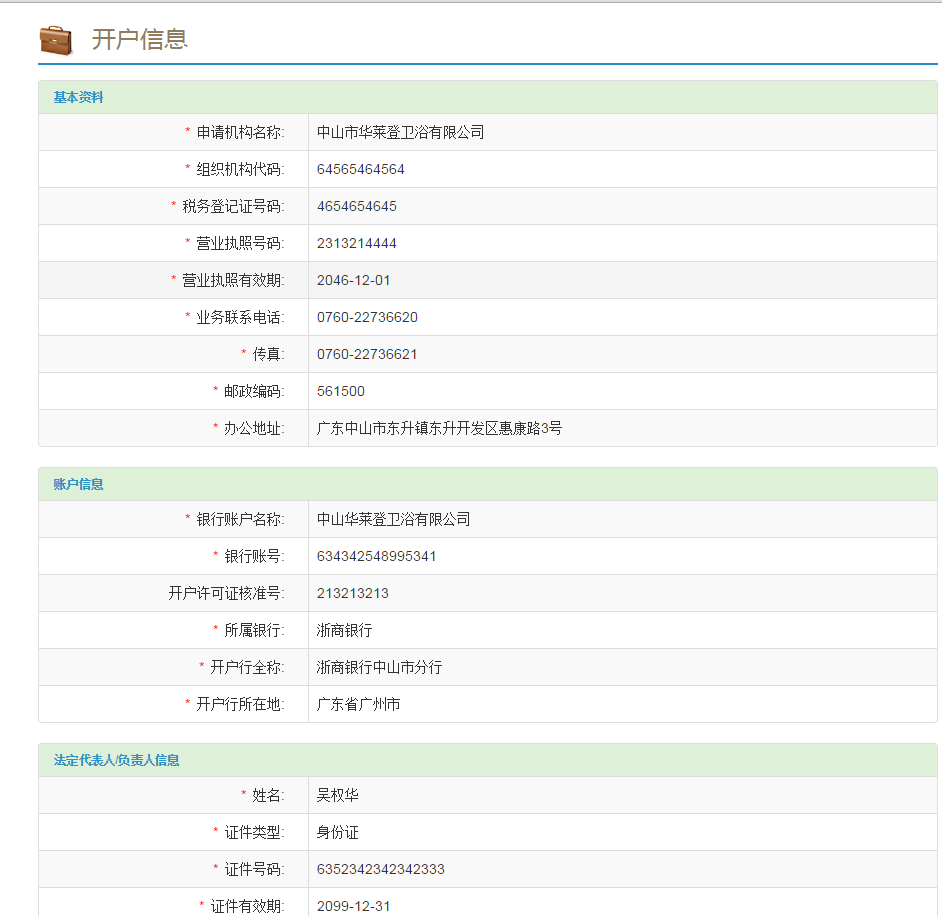 开户信息
基本资料
* 申请机构名称: 中山市华莱登卫浴有限公司
* 组织机构代码: 64565464564
* 税务登记证号码: 4654654645
* 营业执照号码: 2313214444
* 营业执照有效期: 2046-12-01
* 业务联系电话: 0760-22736620
* 传真: 0760-22736621
* 邮政编码: 561500
* 办公地址: 广东中山市东升镇东升开发区惠康路3号
账户信息
* 银行账户名称: 中山华莱登卫浴有限公司
* 银行账号: 634342548995341
开户许可证核准号: 213213213
* 所属银行: 浙商银行
* 开户行全称: 浙商银行中山市分行
* 开户行所在地: 广东省广州市
法定代表人/负责人信息
* 姓名: 吴权华
* 证件类型: 身份证
* 证件号码: 6352342342342333
* 证件有效期: 2099-12-31